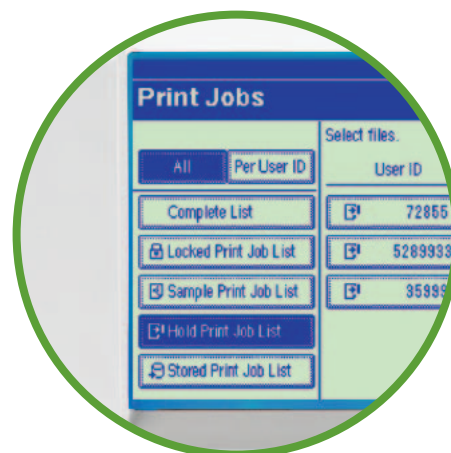 Print Jobs
Select files.
All
Per User ID
User ID
Complete List
72855
Locked Print Job List
5289933
Sample Print Job List
35999
Hold Print Job List
Stored Print Job List